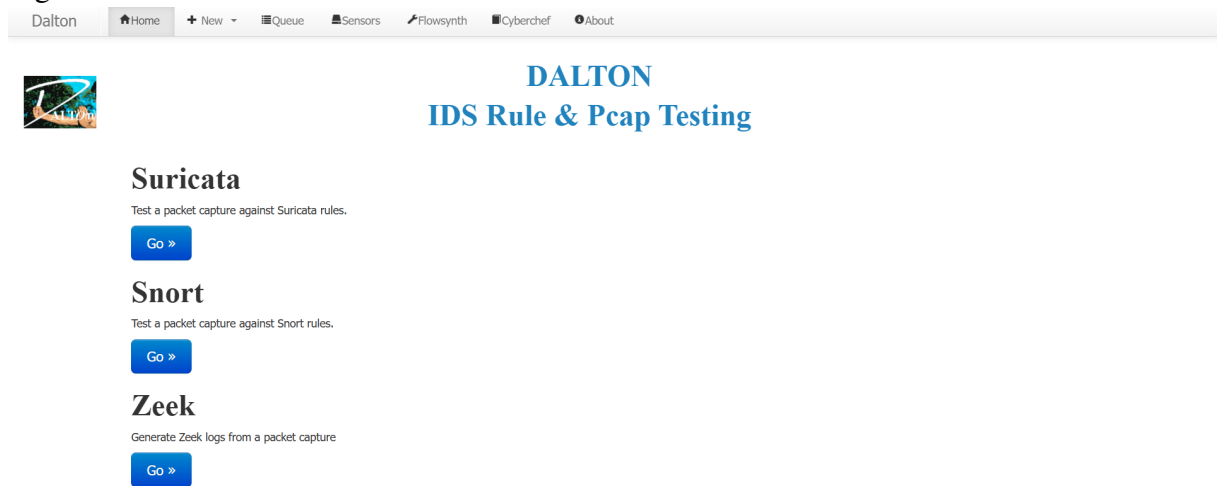 Dalton Home + New Queue Sensors Flowsynth Cyberchef About
DALTON
IDS Rule & Pcap Testing
Suricata
Test a packet capture against Suricata rules.
Go »
Snort
Test a packet capture against Snort rules.
Go »
Zeek
Generate Zeek logs from a packet capture
Go »